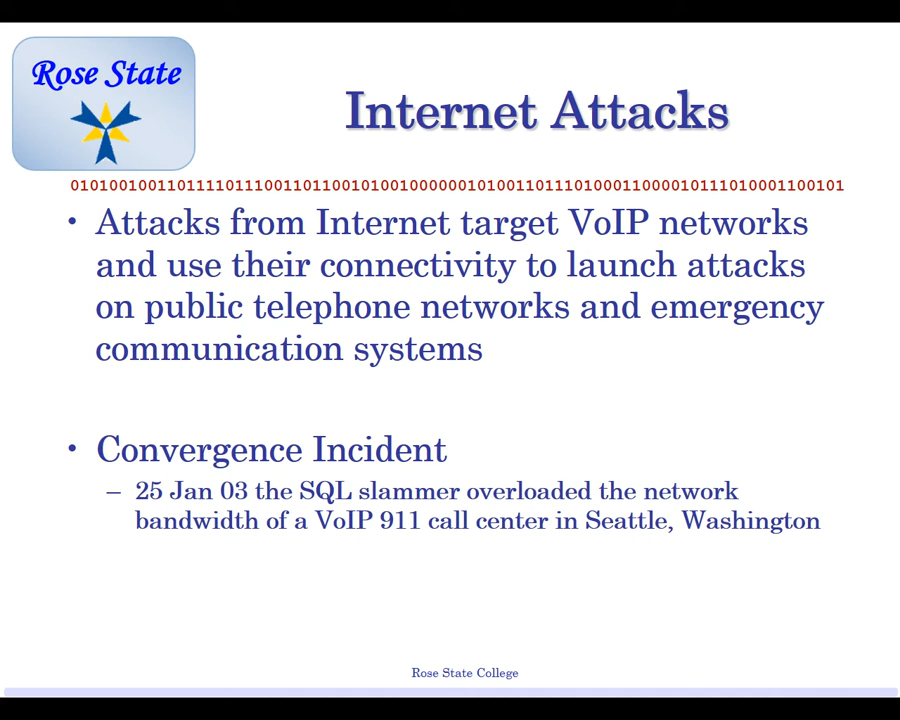 Rose State
Internet Attacks
01010010011011110111001101100101001000000101001101110100011000010111010001100101
• Attacks from Internet target VoIP networks
and use their connectivity to launch attacks
on public telephone networks and emergency
communication systems
• Convergence Incident
– 25 Jan 03 the SQL slammer overloaded the network
bandwidth of a VoIP 911 call center in Seattle, Washington
Rose State College